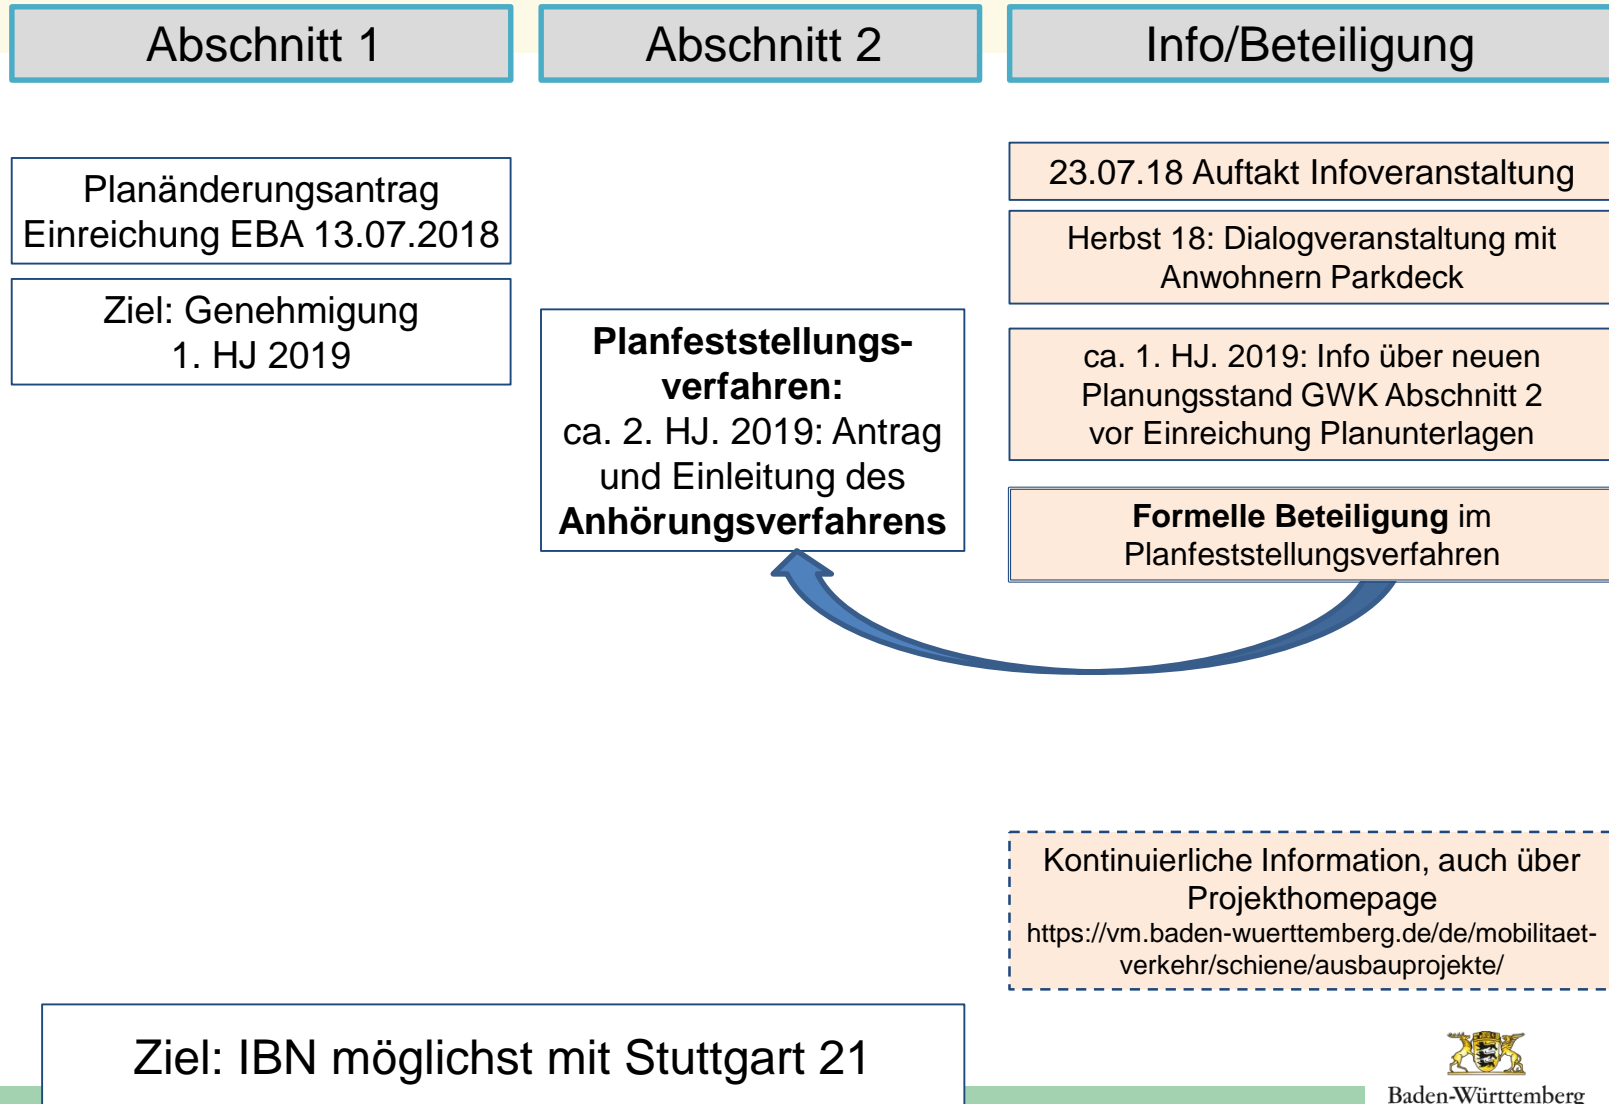 Abschnitt 1
Planänderungsantrag
Einreichung EBA 13.07.2018
Ziel: Genehmigung
1. HJ 2019
Abschnitt 2
Planfeststellungs-
verfahren:
ca. 2. HJ. 2019: Antrag
und Einleitung des
Anhörungsverfahrens
Info/Beteiligung
23.07.18 Auftakt Infoveranstaltung
Herbst 18: Dialogveranstaltung mit
Anwohnern Parkdeck
ca. 1. HJ. 2019: Info über neuen
Planungsstand GWK Abschnitt 2
vor Einreichung Planunterlagen
Formelle Beteiligung im
Planfeststellungsverfahren
Kontinuierliche Information, auch über
Projekthomepage
https://vm.baden-wuerttemberg.de/de/mobilitaet-
verkehr/schiene/ausbauprojekte/
Ziel: IBN möglichst mit Stuttgart 21
Baden-Württemberg